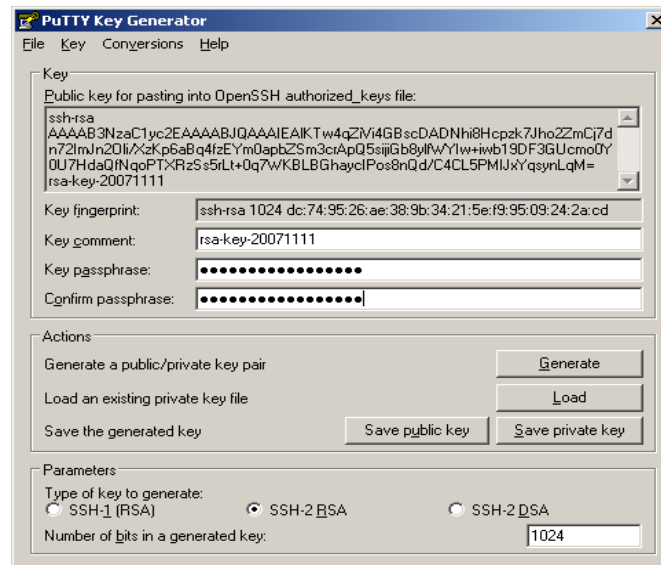 PuTTY Key Generator
File Key Conversions Help
Key
Public key for pasting into OpenSSH authorized_keys file:
ssh-rsa
AAAAB3NzaC1yc2EAAAABJQAAAIEAlKTw4qZiVi4GBscDADNhi8Hcpzk7Jho2ZmCj7d
n72lmJn2OIi/XzKp6aBq4fzEYm0apbZSm3crApQ5sijiGb8ylfWYIw+iwb19DF3GUcmo0Y
0U7HdaQfNqoPTXRzSs5rLt+0q7WKBLBGhaycIPos8nQd/C4CL5PMIJxYqsynLqM=
rsa-key-20071111
Key fingerprint: ssh-rsa 1024 dc:74:95:26:ae:38:9b:34:21:5e:f9:95:09:24:2a:cd
Key comment: rsa-key-20071111
Key passphrase: ●●●●●●●●●●●●●●●●●
Confirm passphrase: ●●●●●●●●●●●●●●●●●
Actions
Generate a public/private key pair Generate
Load an existing private key file Load
Save the generated key Save public key Save private key
Parameters
Type of key to generate:
SSH-1 (RSA) SSH-2 RSA SSH-2 DSA
Number of bits in a generated key: 1024